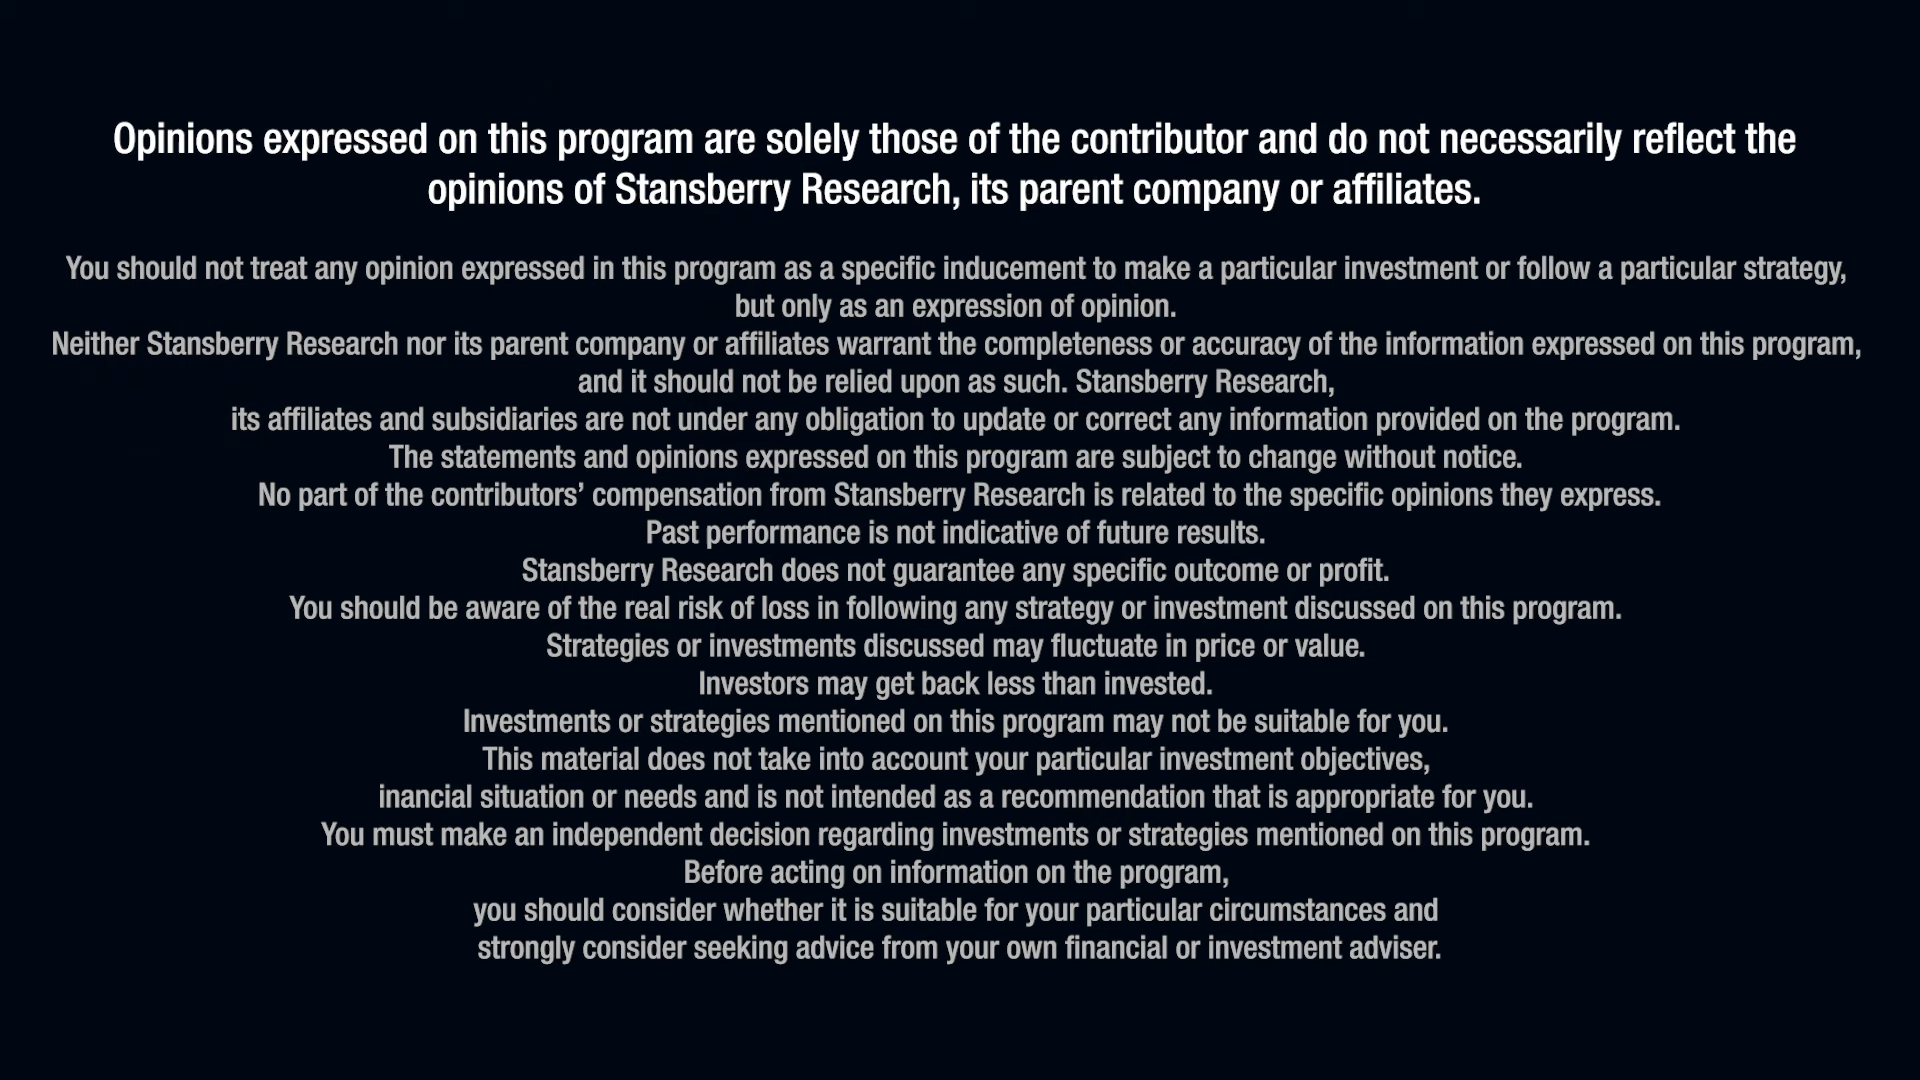 Opinions expressed on this program are solely those of the contributor and do not necessarily reflect the
opinions of Stansberry Research, its parent company or affiliates.
You should not treat any opinion expressed in this program as a specific inducement to make a particular investment or follow a particular strategy,
but only as an expression of opinion.
Neither Stansberry Research nor its parent company or affiliates warrant the completeness or accuracy of the information expressed on this program,
and it should not be relied upon as such. Stansberry Research,
its affiliates and subsidiaries are not under any obligation to update or correct any information provided on the program.
The statements and opinions expressed on this program are subject to change without notice.
No part of the contributors’ compensation from Stansberry Research is related to the specific opinions they express.
Past performance is not indicative of future results.
Stansberry Research does not guarantee any specific outcome or profit.
You should be aware of the real risk of loss in following any strategy or investment discussed on this program.
Strategies or investments discussed may fluctuate in price or value.
Investors may get back less than invested.
Investments or strategies mentioned on this program may not be suitable for you.
This material does not take into account your particular investment objectives,
inancial situation or needs and is not intended as a recommendation that is appropriate for you.
You must make an independent decision regarding investments or strategies mentioned on this program.
Before acting on information on the program,
you should consider whether it is suitable for your particular circumstances and
strongly consider seeking advice from your own financial or investment adviser.